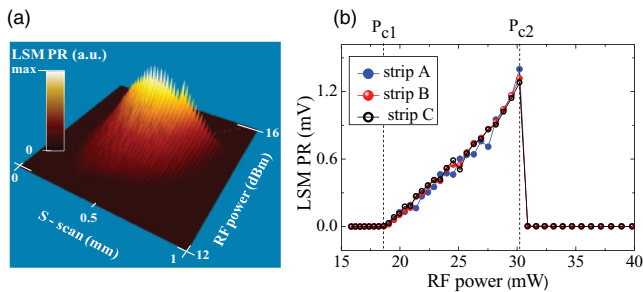 (a)
LSM PR (a.u.)
max
0
0
0.5
1
S - scan (mm)
12
16
RF power (dBm)
(b)
P_c1
P_c2
strip A
strip B
strip C
LSM PR (mV)
1.2
0.6
0.0
15 20 25 30 35 40
RF power (mW)